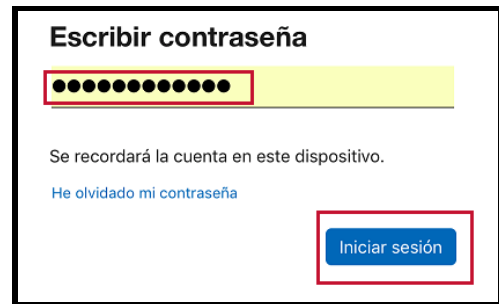 Escribir contraseña
●●●●●●●●●●●●
Se recordará la cuenta en este dispositivo.
He olvidado mi contraseña
Iniciar sesión